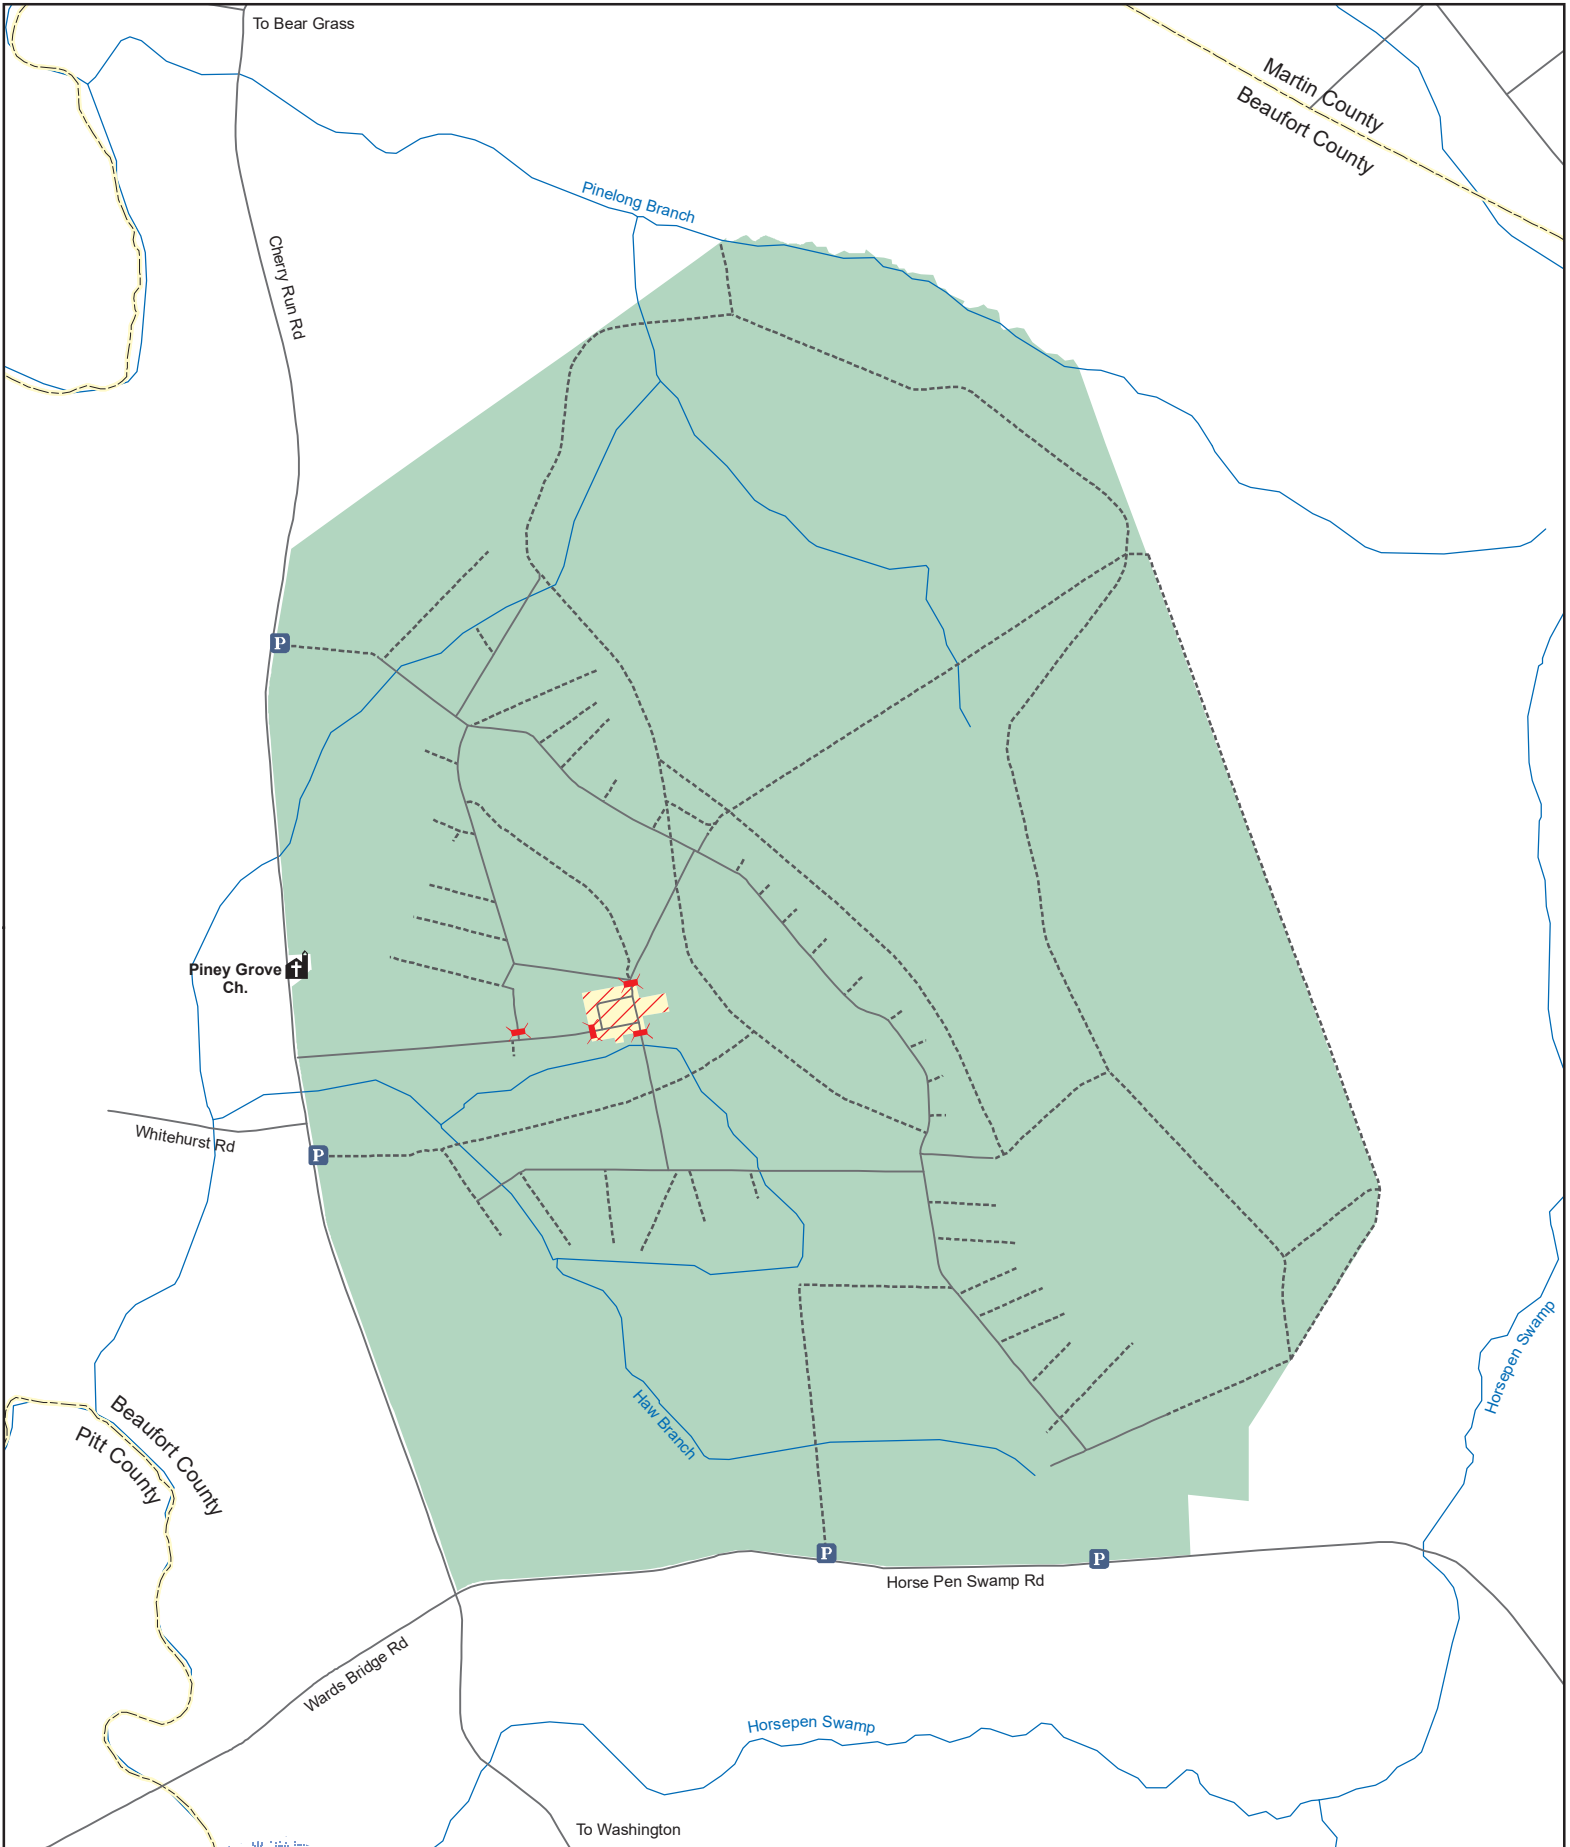 To Bear Grass
Martin County
Beaufort County
Pinelong Branch
Cherry Run Rd
P
Piney Grove
Ch.
Whitehurst Rd
P
Horsepen Swamp
Beaufort County
Pitt County
Haw Branch
P
P
Horse Pen Swamp Rd
Wards Bridge Rd
Horsepen Swamp
To Washington